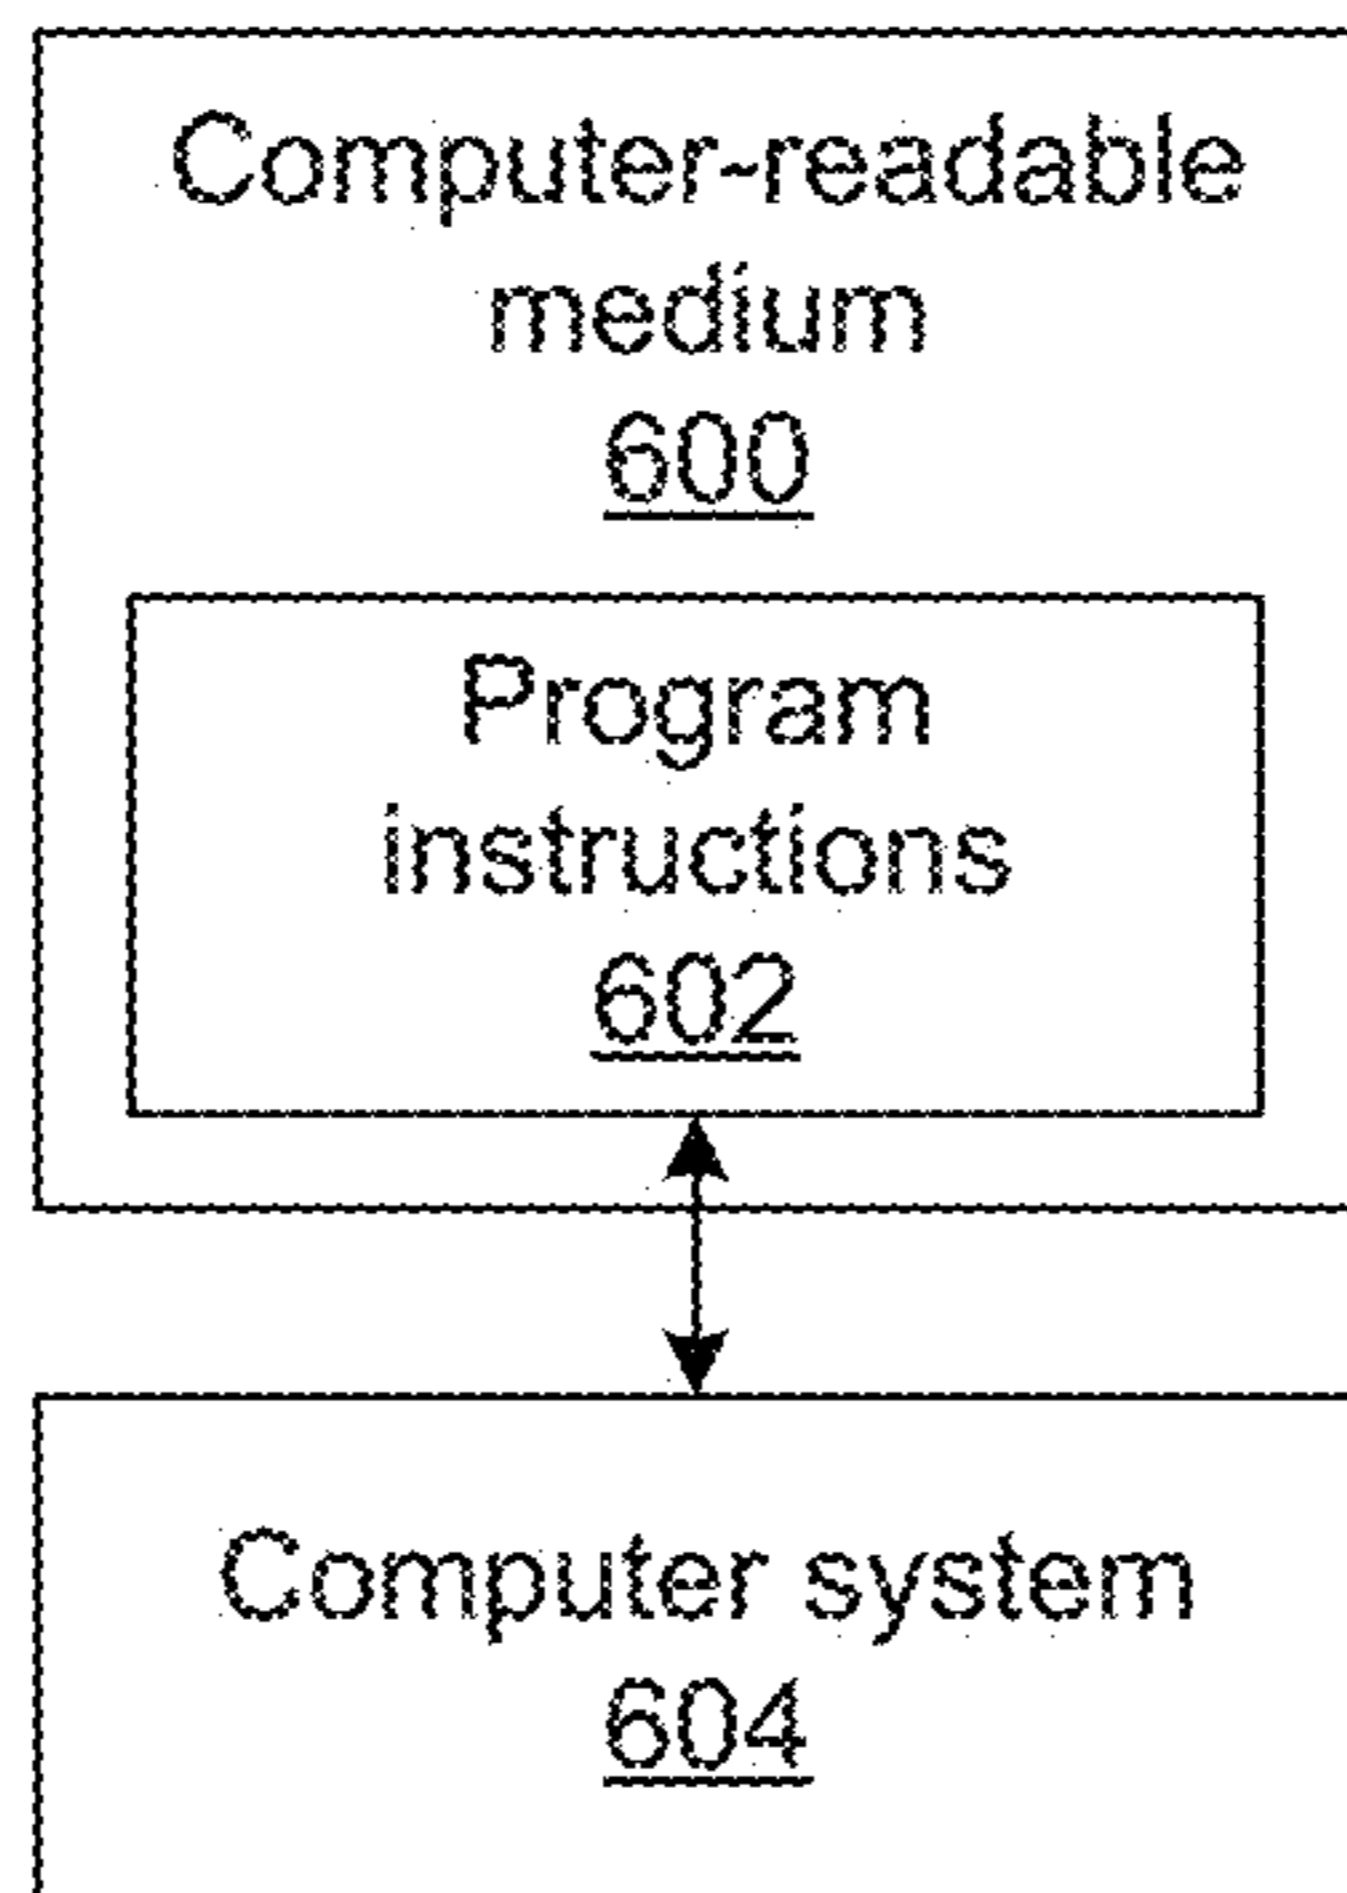 Computer-readable
medium
600
Program
instructions
602
Computer system
604